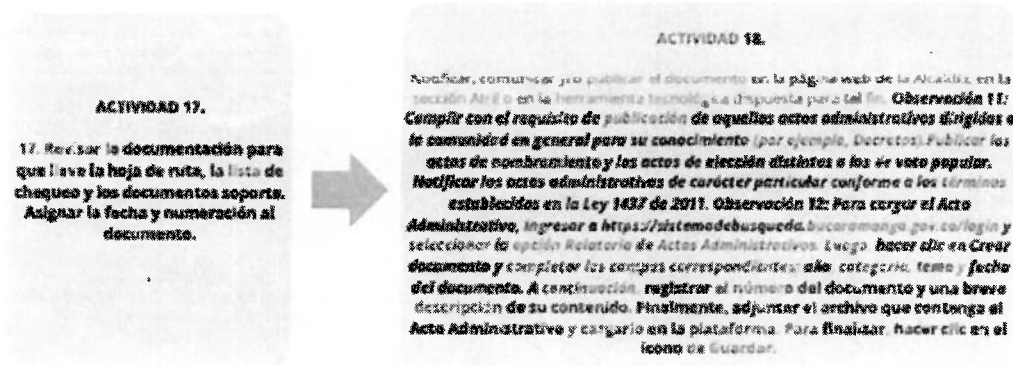 ACTIVIDAD 17.
17. Revisar la documentación para
que lleve la hoja de ruta, la lista de
chequeo y los documentos soporte.
Asignar la fecha y numeración al
documento.
ACTIVIDAD 18.
Notificar, comunicar y/o publicar el documento en la página web de la Alcaldía, en la
sección Atril o en la herramienta tecnológica dispuesta para tal fin. Observación 11:
Cumplir con el requisito de publicación de aquellos actos administrativos dirigidos a
la comunidad en general para su conocimiento (por ejemplo, Decretos). Publicar los
actos de nombramiento y los actos de elección distintos a los de voto popular.
Notificar los actos administrativos de carácter particular conforme a los términos
establecidos en la Ley 1437 de 2011. Observación 12: Para cargar el Acto
Administrativo, ingresar a https://sistemadebusqueda.bucaramanga.gov.co/login y
seleccionar la opción Relatoría de Actos Administrativos. Luego, hacer clic en Crear
documento y completar los campos correspondientes: año, categoría, tema y fecha
del documento. A continuación, registrar el número del documento y una breve
descripción de su contenido. Finalmente, adjuntar el archivo que contenga el
Acto Administrativo y cargarlo en la plataforma. Para finalizar, hacer clic en el
ícono de Guardar.